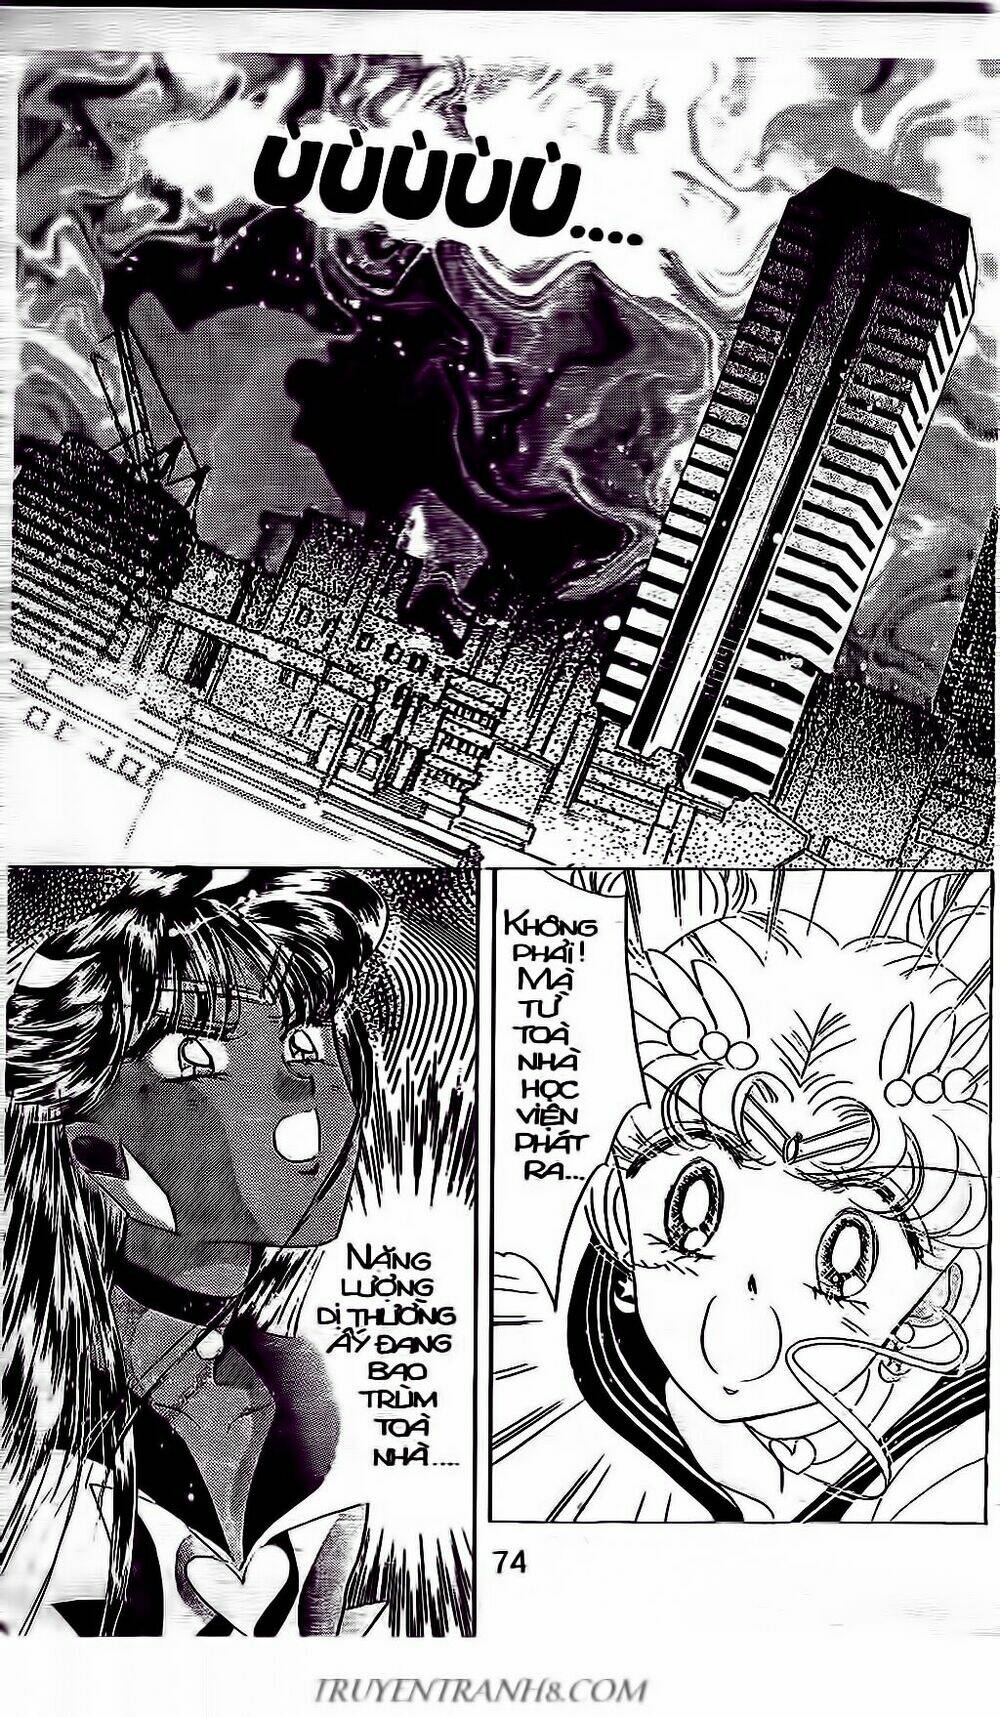 ÙÙÙÙÙ....
KHÔNG
PHẢI!
MÀ
TỪ
TOÀ
NHÀ
HỌC
VIỆN
PHÁT
RA...
NĂNG
LƯỢNG
DỊ THƯỜNG
ẤY ĐANG
BAO
TRÙM
TOÀ
NHÀ....
74
TRUYENTRANH8.COM